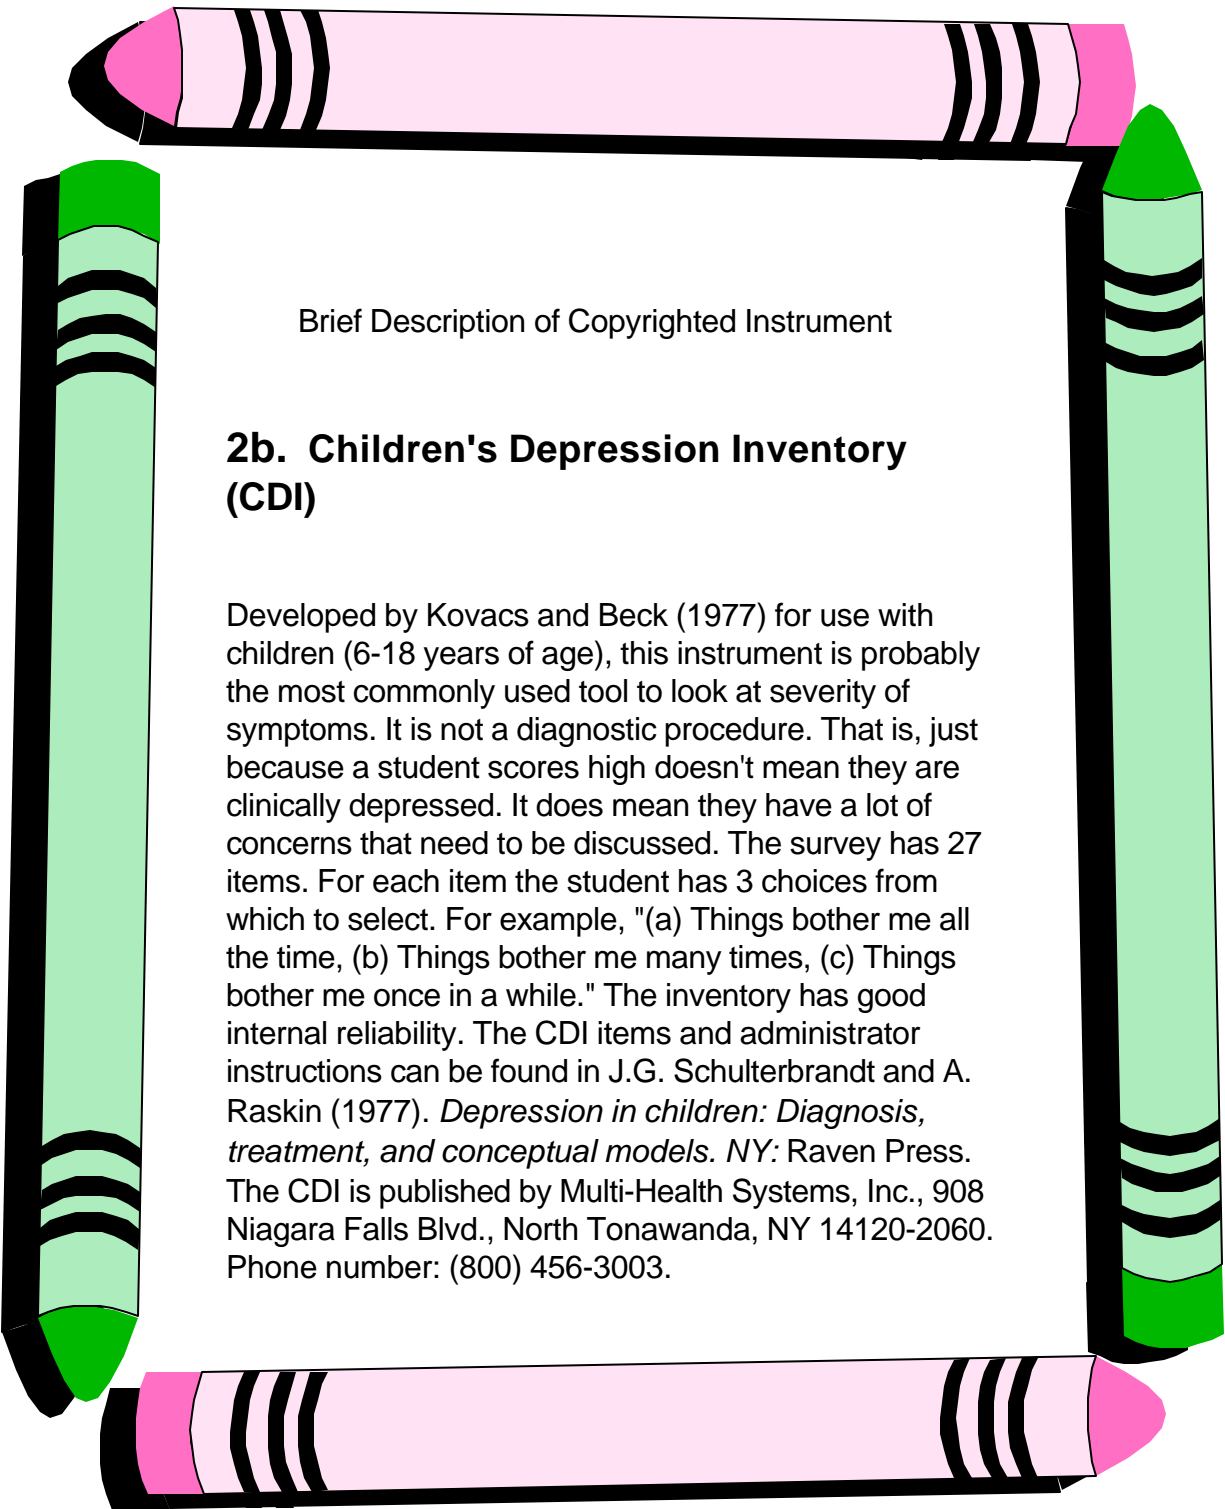 Brief Description of Copyrighted Instrument
2b. Children's Depression Inventory
(CDI)
Developed by Kovacs and Beck (1977) for use with
children (6-18 years of age), this instrument is probably
the most commonly used tool to look at severity of
symptoms. It is not a diagnostic procedure. That is, just
because a student scores high doesn't mean they are
clinically depressed. It does mean they have a lot of
concerns that need to be discussed. The survey has 27
items. For each item the student has 3 choices from
which to select. For example, "(a) Things bother me all
the time, (b) Things bother me many times, (c) Things
bother me once in a while." The inventory has good
internal reliability. The CDI items and administrator
instructions can be found in J.G. Schulterbrandt and A.
Raskin (1977). Depression in children: Diagnosis,
treatment, and conceptual models. NY: Raven Press.
The CDI is published by Multi-Health Systems, Inc., 908
Niagara Falls Blvd., North Tonawanda, NY 14120-2060.
Phone number: (800) 456-3003.